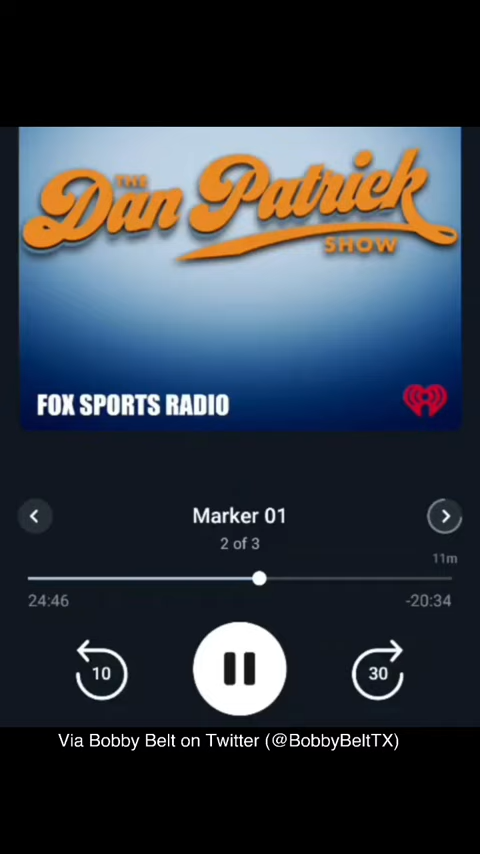 THE
Dan Patrick
SHOW
FOX SPORTS RADIO
Marker 01
2 of 3
11m
24:46
-20:34
10
30
Via Bobby Belt on Twitter (@BobbyBeltTX)